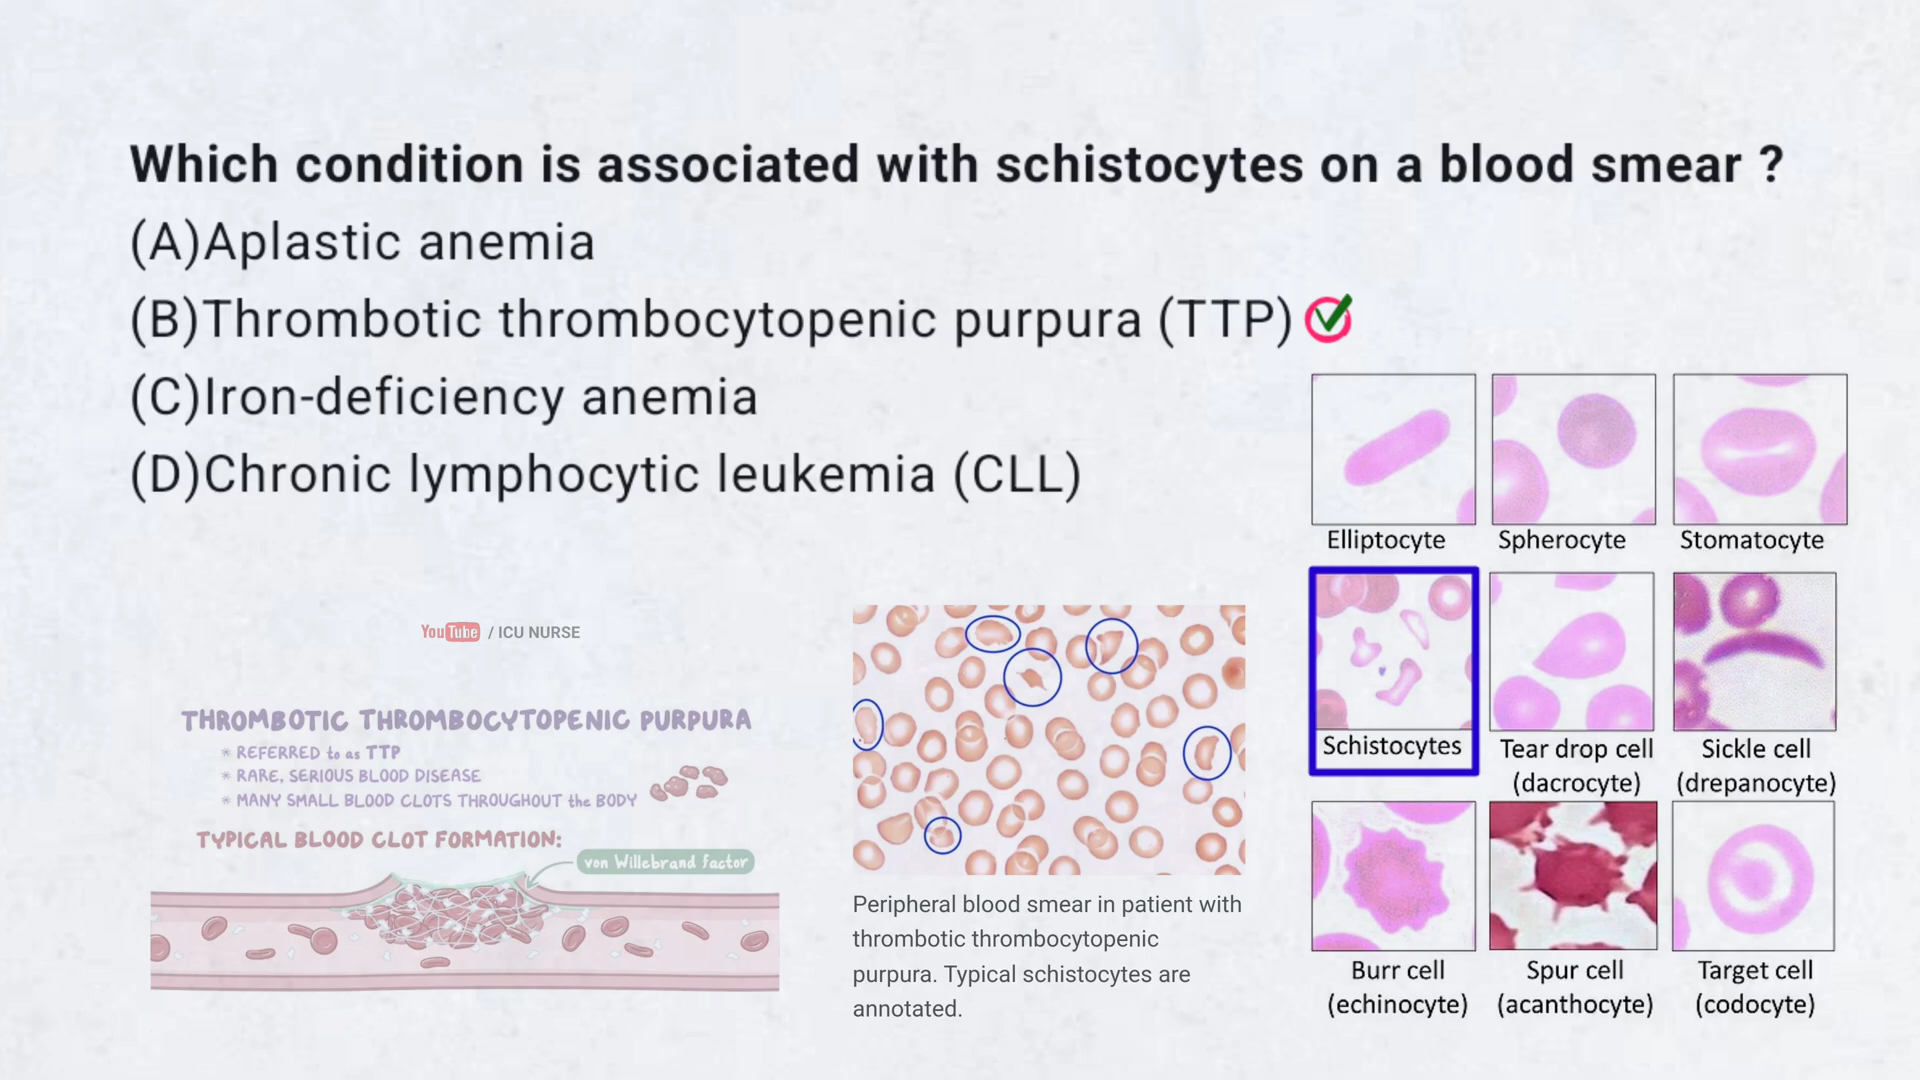 Which condition is associated with schistocytes on a blood smear ?
(A)Aplastic anemia
(B)Thrombotic thrombocytopenic purpura (TTP)
(C)Iron-deficiency anemia
(D)Chronic lymphocytic leukemia (CLL)
YouTube / ICU NURSE
THROMBOTIC THROMBOCYTOPENIC PURPURA
* REFERRED to as TTP
* RARE, SERIOUS BLOOD DISEASE
* MANY SMALL BLOOD CLOTS THROUGHOUT the BODY
TYPICAL BLOOD CLOT FORMATION:
von Willebrand factor
Peripheral blood smear in patient with
thrombotic thrombocytopenic
purpura. Typical schistocytes are
annotated.
Elliptocyte
Spherocyte
Stomatocyte
Schistocytes
Tear drop cell
(dacrocyte)
Sickle cell
(drepanocyte)
Burr cell
(echinocyte)
Spur cell
(acanthocyte)
Target cell
(codocyte)